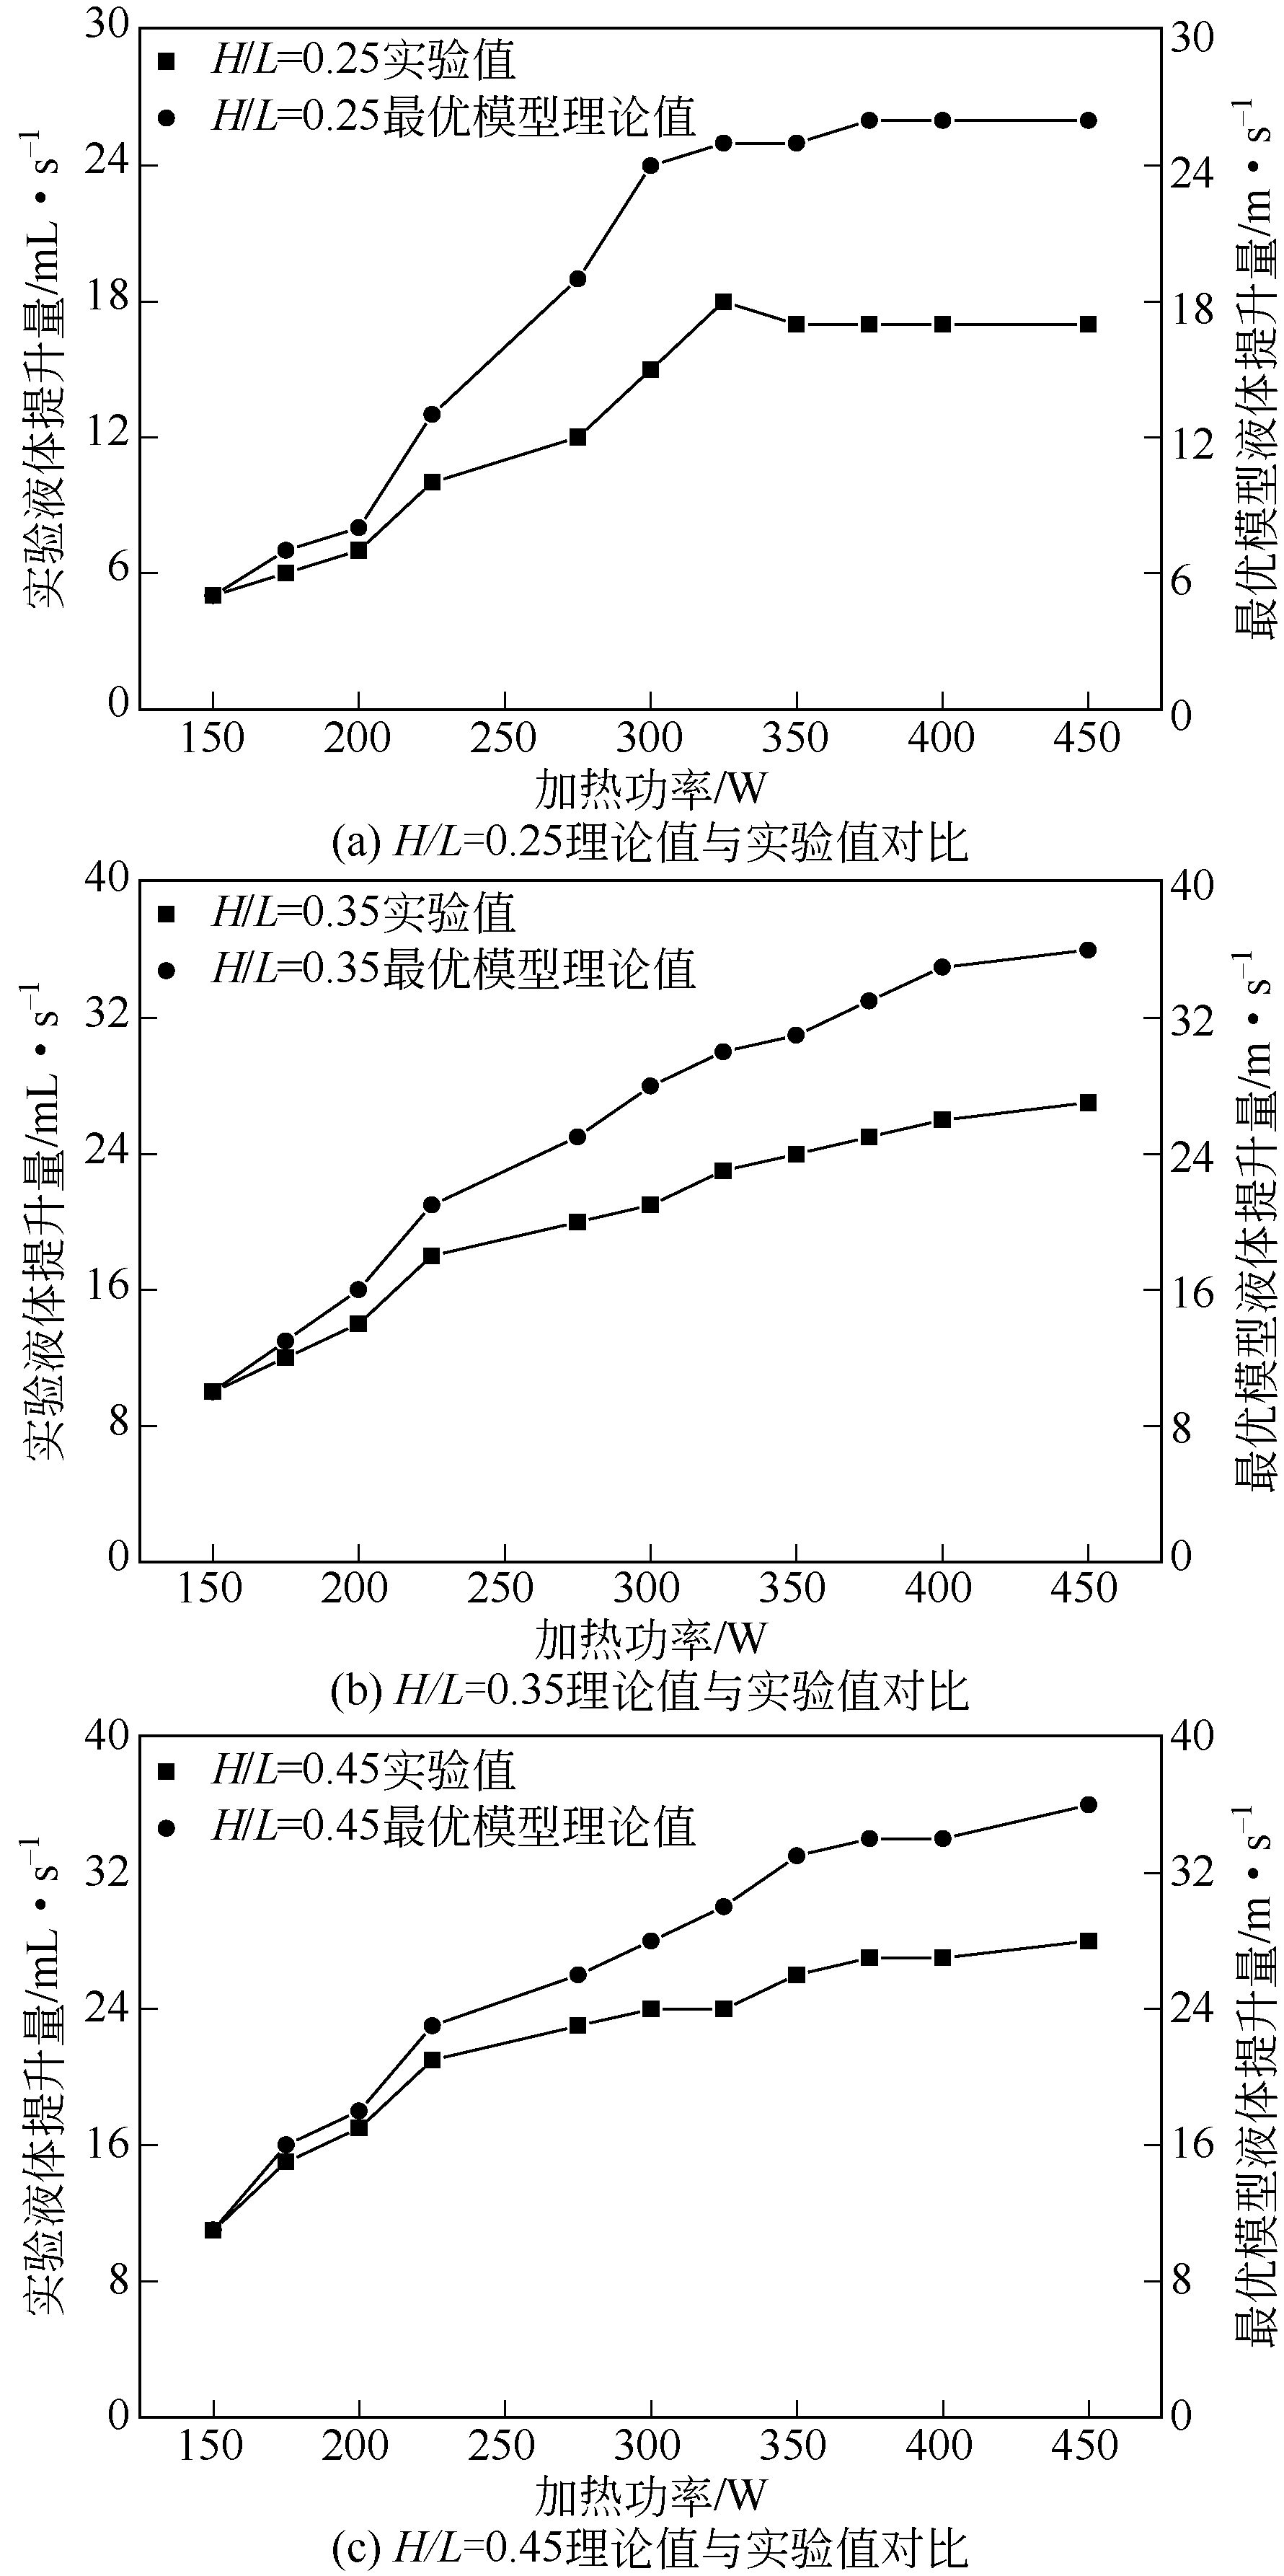 30
24
18
12
6
0
实验液体提升量/mL·s⁻¹
H/L=0.25实验值
H/L=0.25最优模型理论值
30
24
18
12
6
0
最优模型液体提升量/m·s⁻¹
150 200 250 300 350 400 450
加热功率/W
(a) H/L=0.25理论值与实验值对比
40
32
24
16
8
0
实验液体提升量/mL·s⁻¹
H/L=0.35实验值
H/L=0.35最优模型理论值
40
32
24
16
8
0
最优模型液体提升量/m·s⁻¹
150 200 250 300 350 400 450
加热功率/W
(b) H/L=0.35理论值与实验值对比
40
32
24
16
8
0
实验液体提升量/mL·s⁻¹
H/L=0.45实验值
H/L=0.45最优模型理论值
40
32
24
16
8
0
最优模型液体提升量/m·s⁻¹
150 200 250 300 350 400 450
加热功率/W
(c) H/L=0.45理论值与实验值对比